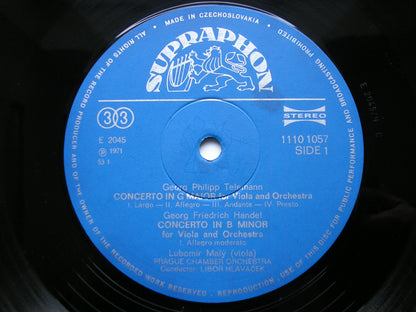 MADE IN CZECHOSLOVAKIA
ALL RIGHTS OF THE RECORD MANUFACTURER AND OF THE OWNER OF THE RECORDED WORK RESERVED · REPRODUCTION, USE OF THIS DISC FOR PUBLIC PERFORMANCE AND BROADCASTING PROHIBITED
SUPRAPHON
33
E 2045
℗ 1971
STEREO
1110 1057
SIDE 1
Georg Philipp Telemann
CONCERTO IN G MAJOR for Viola and Orchestra
I. Largo – II. Allegro – III. Andante – IV. Presto
Georg Friedrich Handel
CONCERTO IN B MINOR
for Viola and Orchestra
I. Allegro moderato
Lubomír Malý (viola)
PRAGUE CHAMBER ORCHESTRA
Conductor: LIBOR HLAVÁČEK